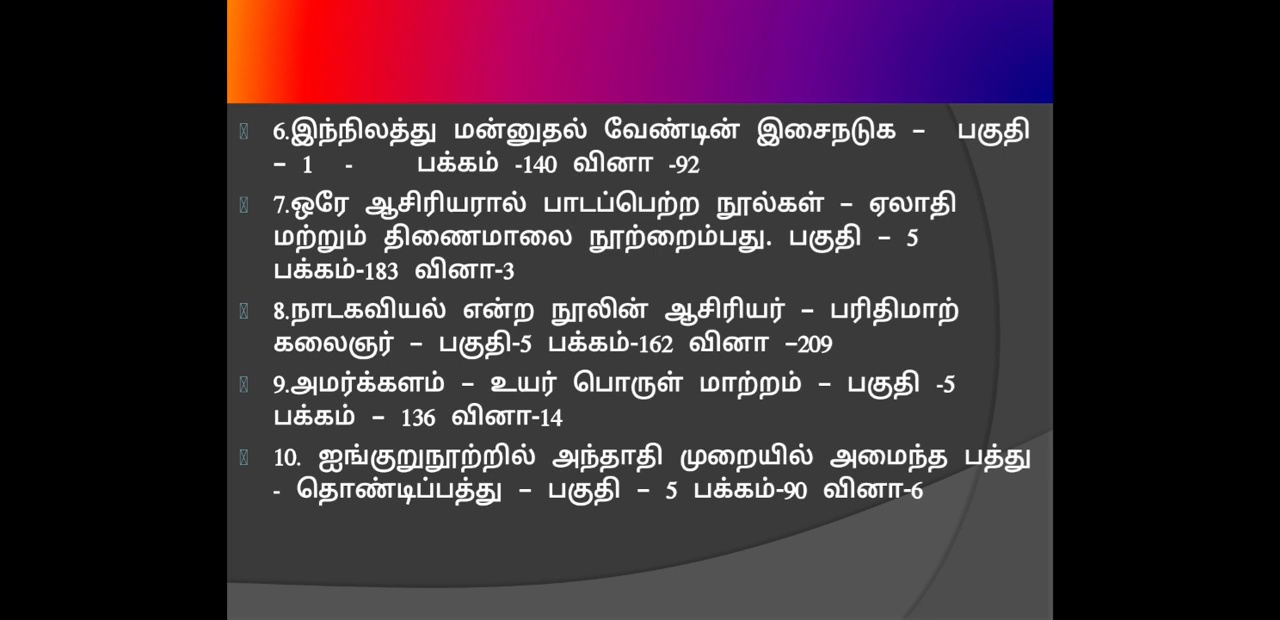 6.இந்நிலத்து மன்னுதல் வேண்டின் இசைநடுக – பகுதி
– 1 - பக்கம் -140 வினா -92
7.ஒரே ஆசிரியரால் பாடப்பெற்ற நூல்கள் – ஏலாதி
மற்றும் திணைமாலை நூற்றைம்பது. பகுதி – 5
பக்கம்-183 வினா-3
8.நாடகவியல் என்ற நூலின் ஆசிரியர் – பரிதிமாற்
கலைஞர் – பகுதி-5 பக்கம்-162 வினா –209
9.அமர்க்களம் – உயர் பொருள் மாற்றம் – பகுதி -5
பக்கம் – 136 வினா-14
10. ஐங்குறுநூற்றில் அந்தாதி முறையில் அமைந்த பத்து
- தொண்டிப்பத்து – பகுதி – 5 பக்கம்-90 வினா-6